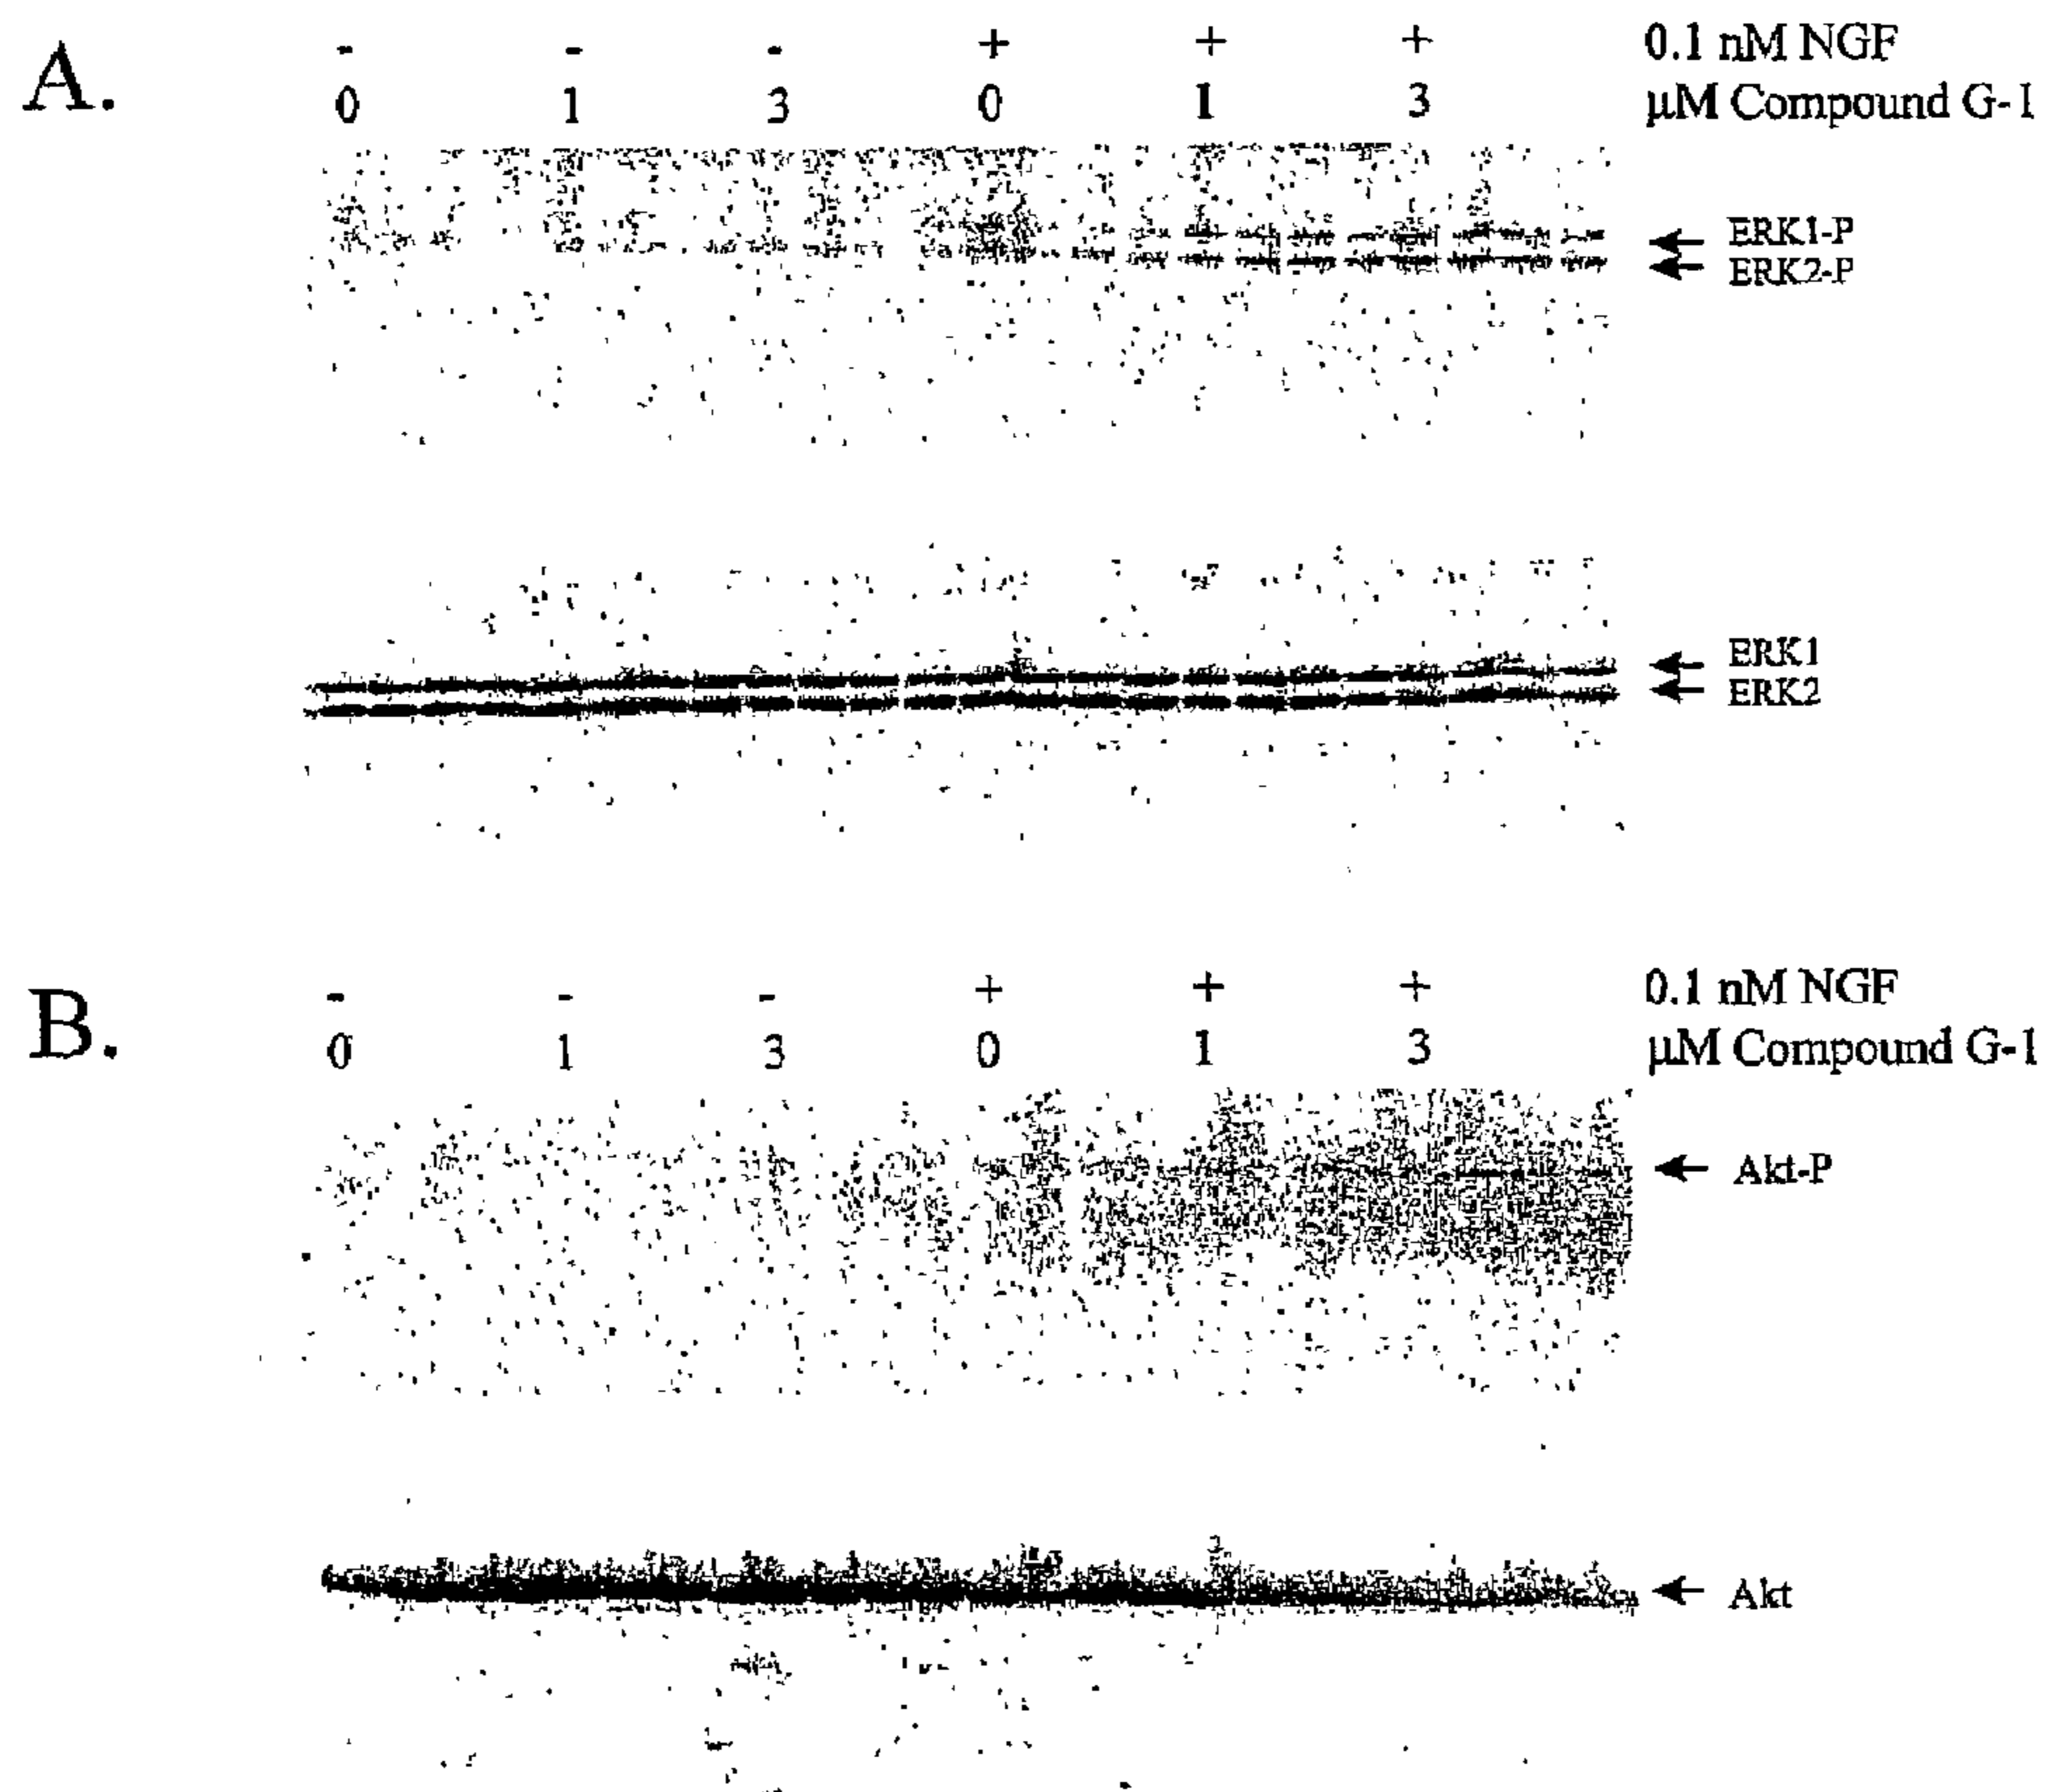 A.
- - - + + + 0.1 nM NGF
0 1 3 0 1 3 µM Compound G-1
ERK1-P
ERK2-P
ERK1
ERK2
B.
- - - + + + 0.1 nM NGF
0 1 3 0 1 3 µM Compound G-1
Akt-P
Akt